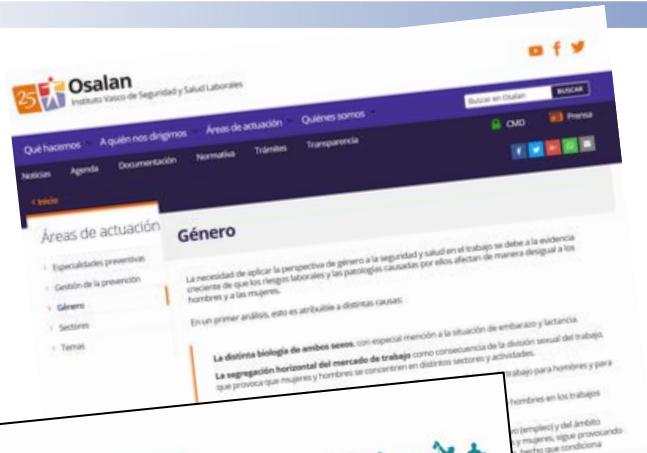 25 Osalan
Instituto Vasco de Seguridad y Salud Laborales
Qué hacemos A quién nos dirigimos Áreas de actuación Quiénes somos
Buscar en Osalan BUSCAR
Noticias Agenda Documentación Normativa Trámites Transparencia
CMD Prensa
< Inicio
Áreas de actuación
Especialidades preventivas
Gestión de la prevención
Género
Sectores
Temas
Género
La necesidad de aplicar la perspectiva de género a la seguridad y salud en el trabajo se debe a la evidencia
creciente de que los riesgos laborales y las patologías causadas por ellos afectan de manera desigual a los
hombres y a las mujeres.
En un primer análisis, esto es atribuible a distintas causas:
La distinta biología de ambos sexos, con especial mención a la situación de embarazo y lactancia.
La segregación horizontal del mercado de trabajo como consecuencia de la división sexual del trabajo,
que provoca que mujeres y hombres se concentren en distintos sectores y actividades.
trabajo para hombres y para
hombres en los trabajos
(empleo) y del ámbito
y mujeres, sigue provocando
hecho que condiciona